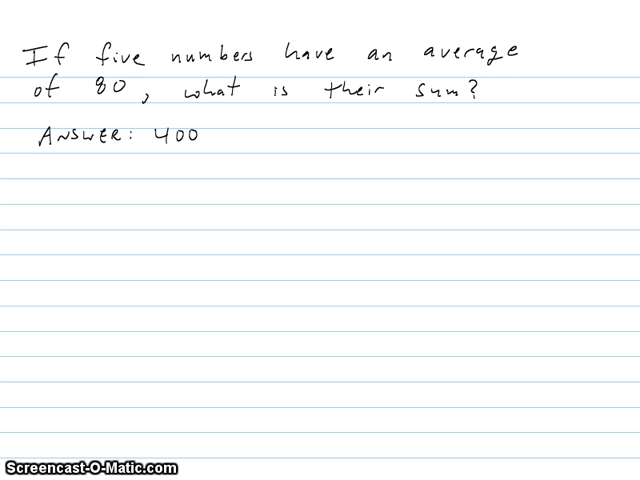 If five numbers have an average
of 80, what is their sum?
ANSWER: 400
Screencast-O-Matic.com